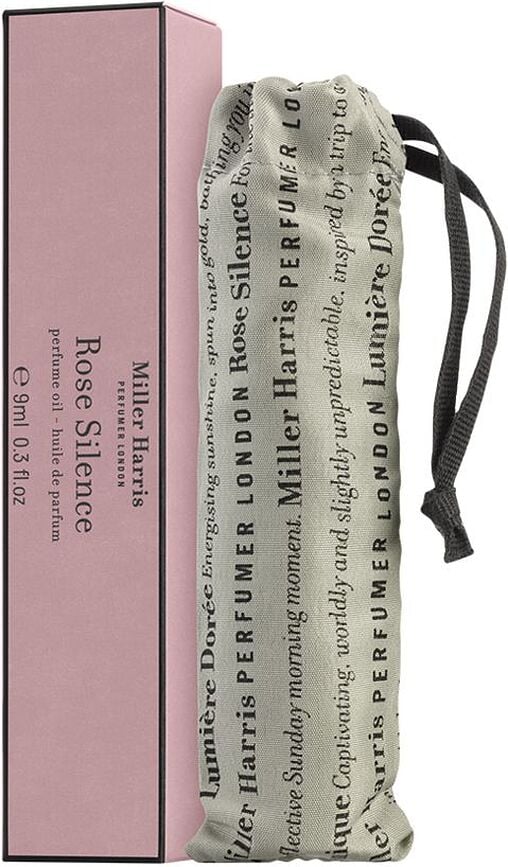 Miller Harris
PERFUMER LONDON
Rose Silence
perfume oil - huile de parfum
℮ 9ml 0.3 fl.oz
Lumière Dorée Energising sunshine, spun into gold, bathing you in
Harris PERFUMER LONDON Rose Silence For
Sunday morning moment. Miller Harris PERFUMER
Captivating, worldly and slightly unpredictable, inspired by a trip to
Harris PERFUMER LONDON Lumière Dorée